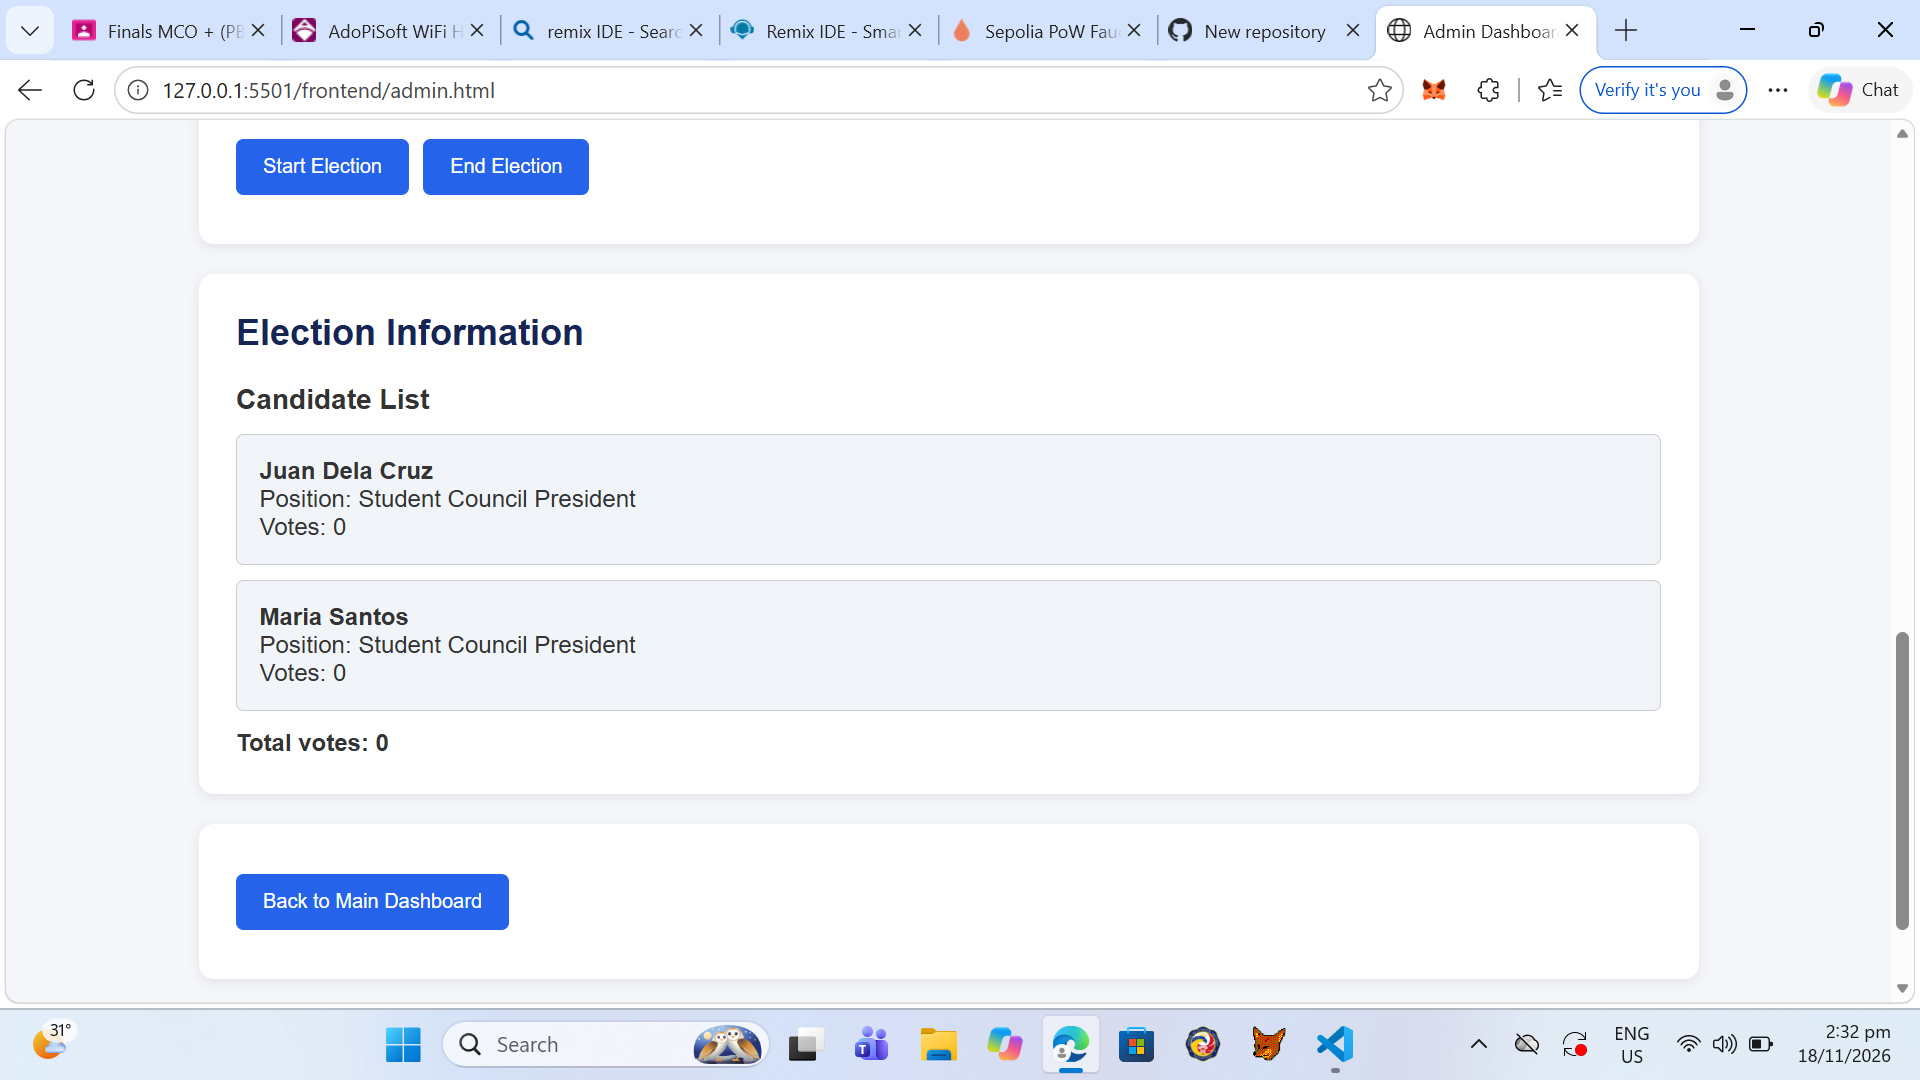 Finals MCO + (PB
AdoPiSoft WiFi H
remix IDE - Searc
Remix IDE - Smar
Sepolia PoW Fauc
New repository
Admin Dashboar
127.0.0.1:5501/frontend/admin.html
Verify it's you
Chat
Start Election
End Election
Election Information
Candidate List
Juan Dela Cruz
Position: Student Council President
Votes: 0
Maria Santos
Position: Student Council President
Votes: 0
Total votes: 0
Back to Main Dashboard
31°
Search
ENG
US
2:32 pm
18/11/2026